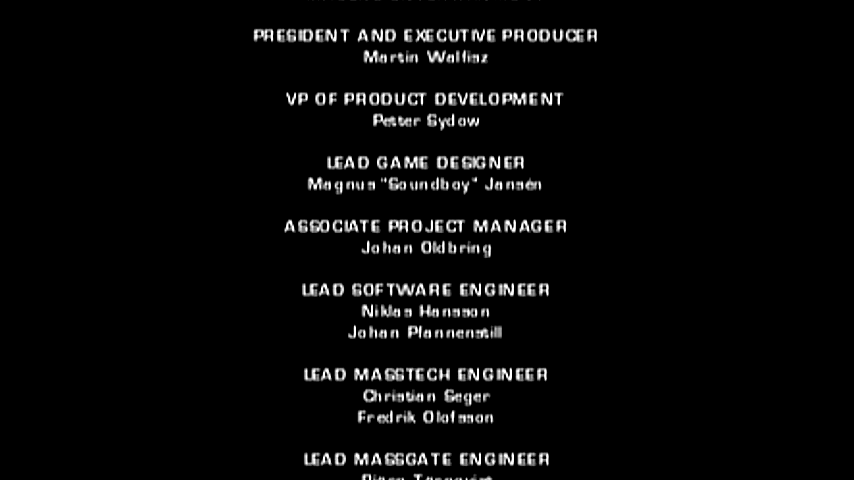 PRESIDENT AND EXECUTIVE PRODUCER
Martin Walfisz
VP OF PRODUCT DEVELOPMENT
Petter Sydow
LEAD GAME DESIGNER
Magnus "Soundboy" Jansén
ASSOCIATE PROJECT MANAGER
Johan Oldbring
LEAD SOFTWARE ENGINEER
Niklas Hansson
Johan Pfannenstill
LEAD MASSTECH ENGINEER
Christian Seger
Fredrik Olofsson
LEAD MASSGATE ENGINEER